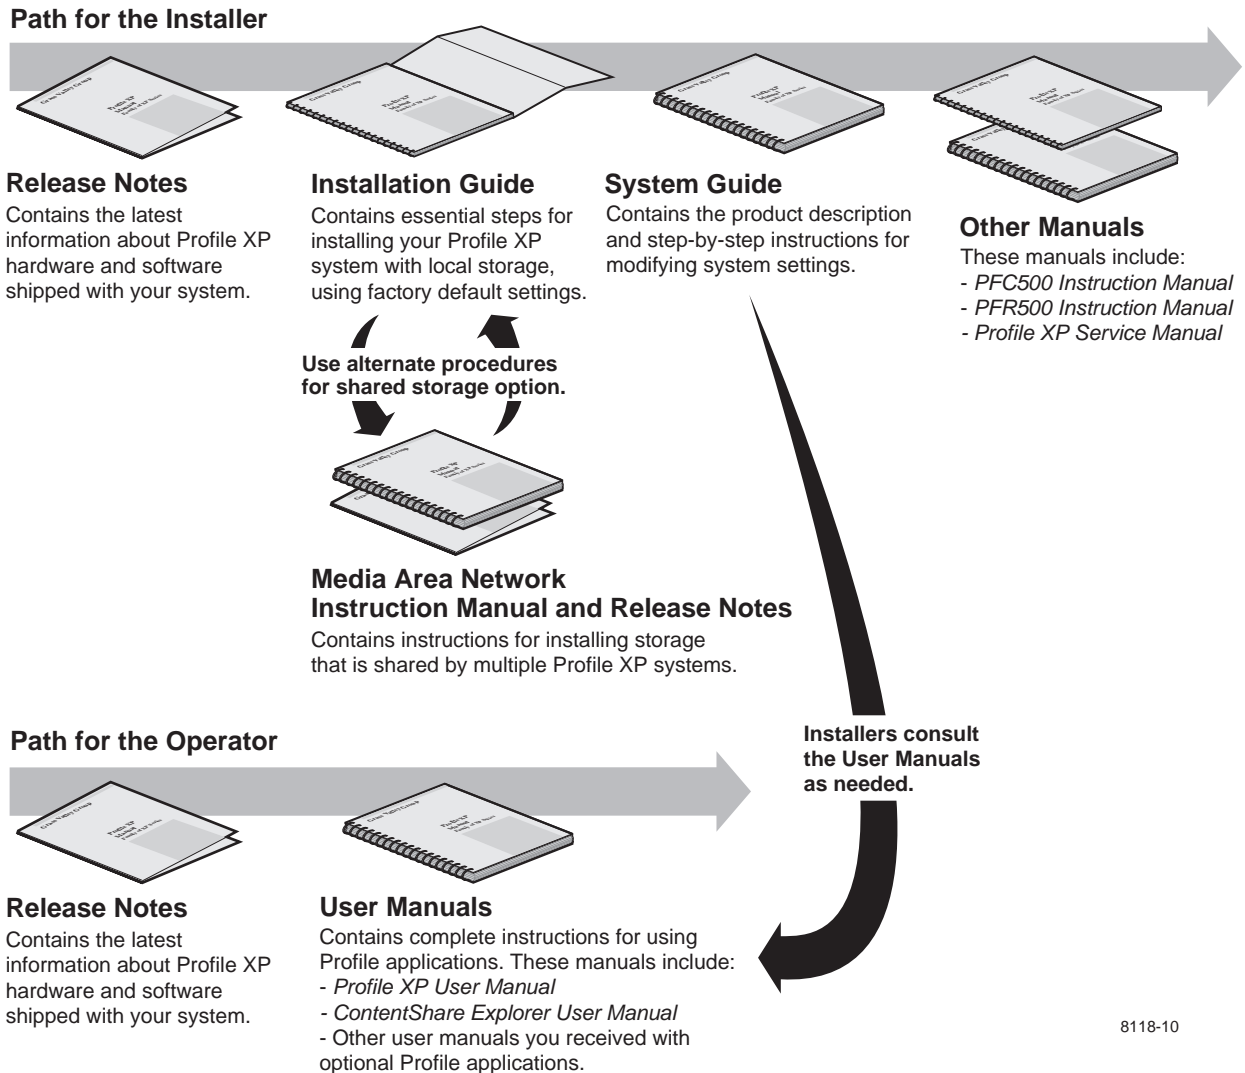 Path for the Installer
Release Notes
Contains the latest
information about Profile XP
hardware and software
shipped with your system.
Installation Guide
Contains essential steps for
installing your Profile XP
system with local storage,
using factory default settings.
System Guide
Contains the product description
and step-by-step instructions for
modifying system settings.
Other Manuals
These manuals include:
- PFC500 Instruction Manual
- PFR500 Instruction Manual
- Profile XP Service Manual
Use alternate procedures
for shared storage option.
Media Area Network
Instruction Manual and Release Notes
Contains instructions for installing storage
that is shared by multiple Profile XP systems.
Installers consult
the User Manuals
as needed.
Path for the Operator
Release Notes
Contains the latest
information about Profile XP
hardware and software
shipped with your system.
User Manuals
Contains complete instructions for using
Profile applications. These manuals include:
- Profile XP User Manual
- ContentShare Explorer User Manual
- Other user manuals you received with
optional Profile applications.
8118-10